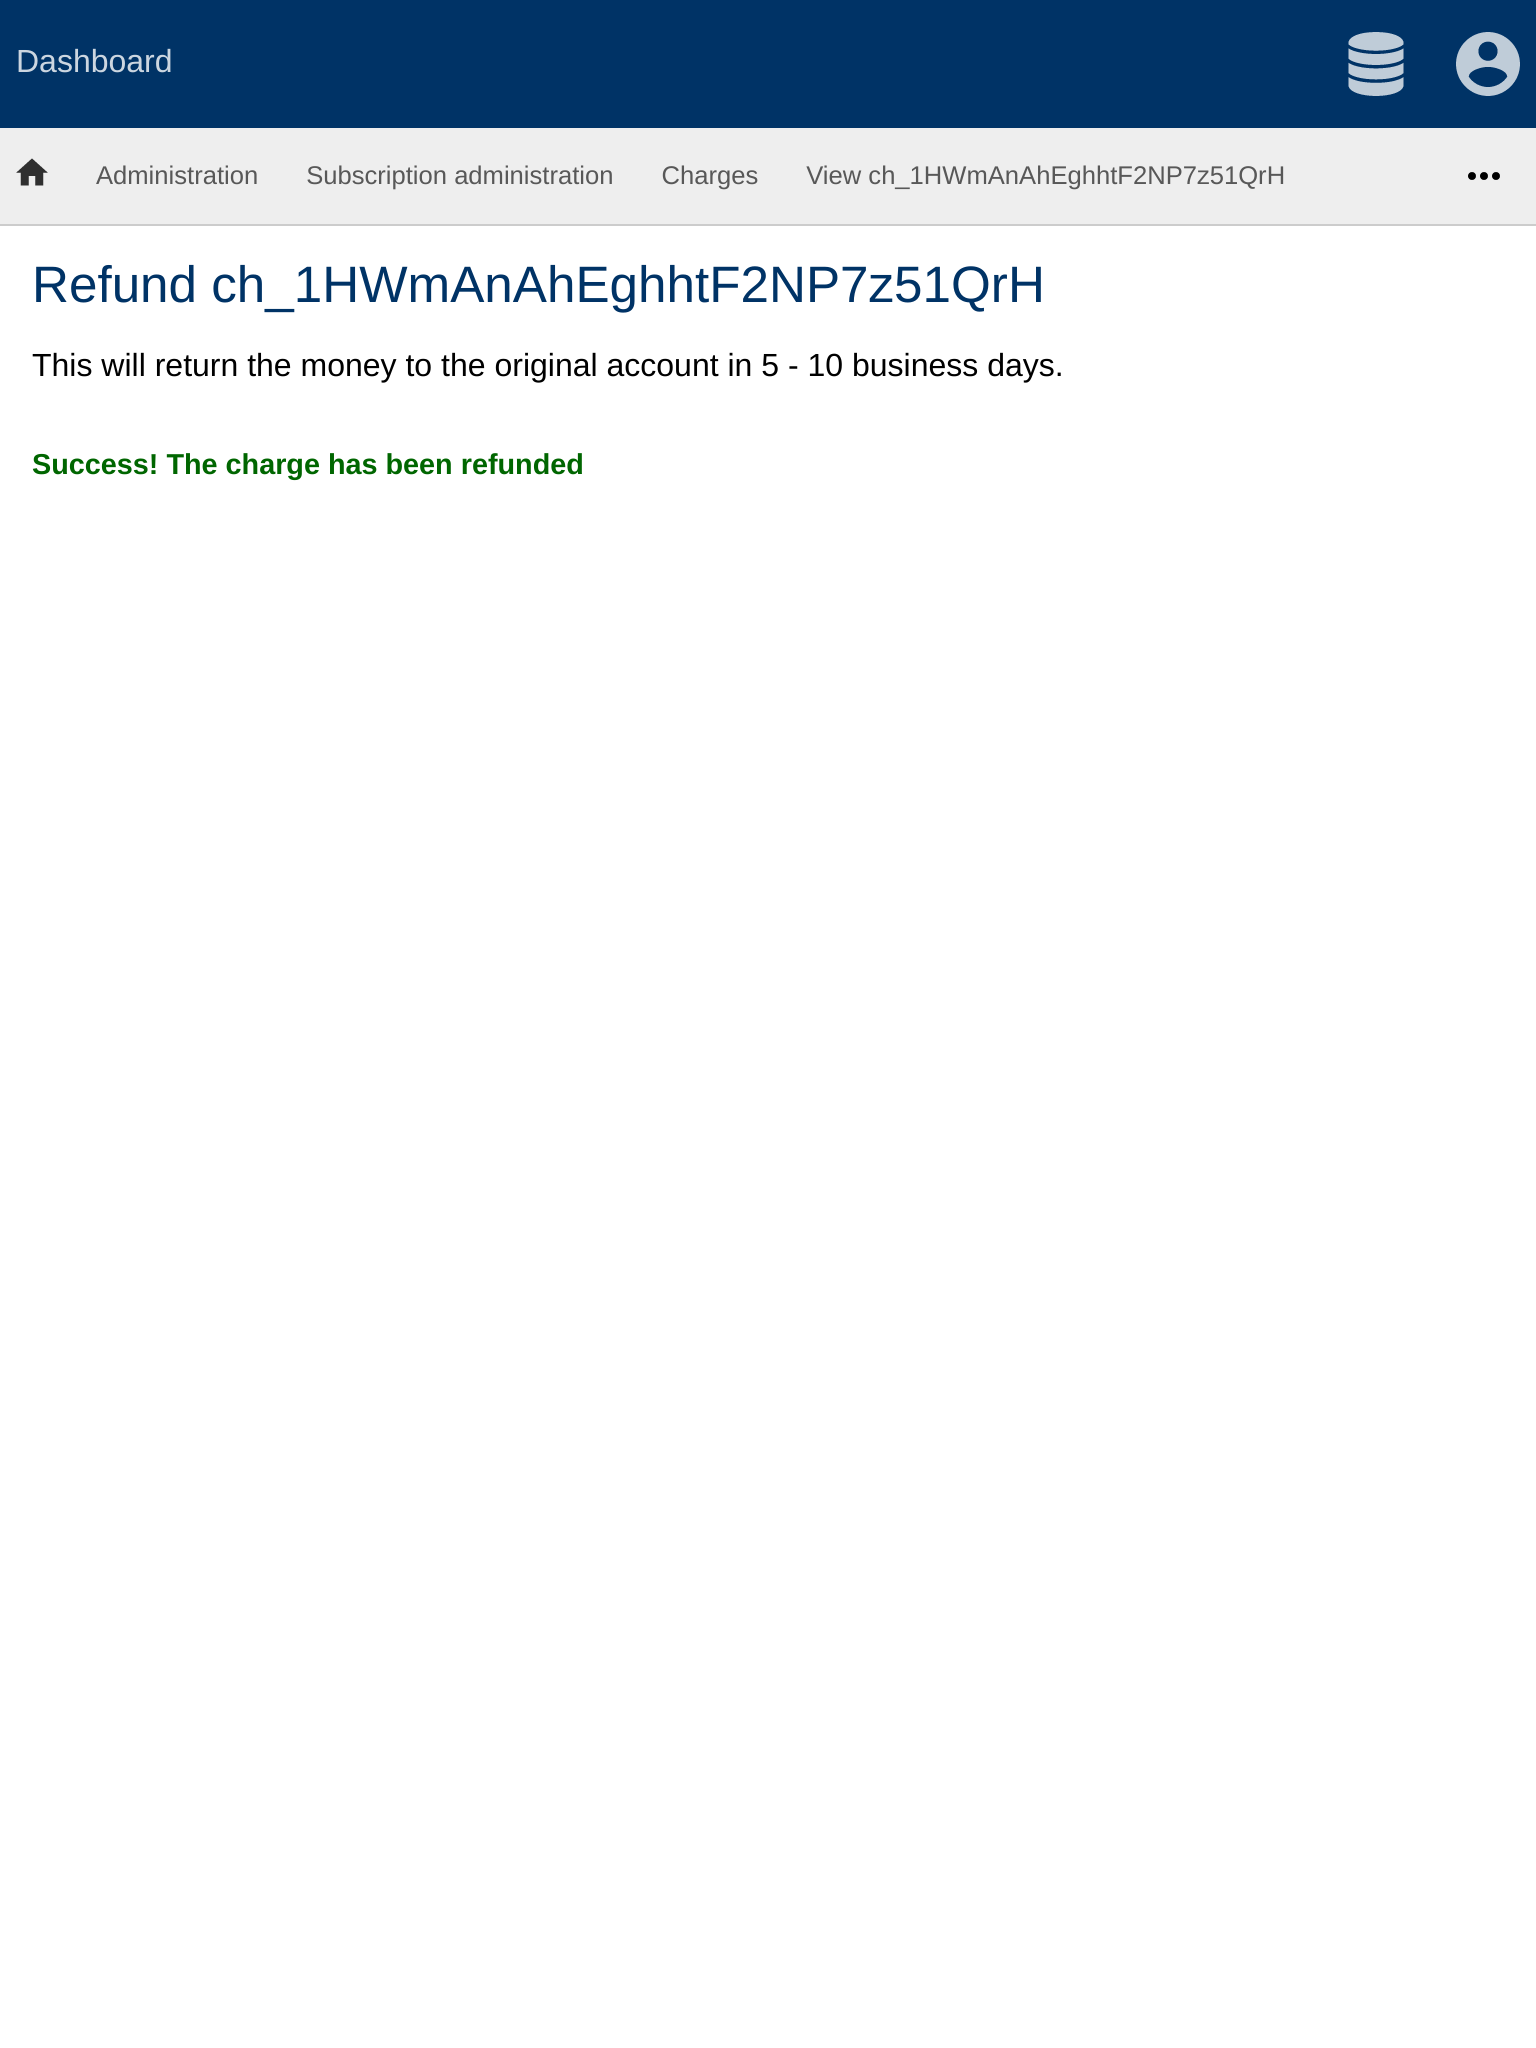 Dashboard
Administration Subscription administration Charges View ch_1HWmAnAhEghhtF2NP7z51QrH
Refund ch_1HWmAnAhEghhtF2NP7z51QrH
This will return the money to the original account in 5 - 10 business days.
Success! The charge has been refunded